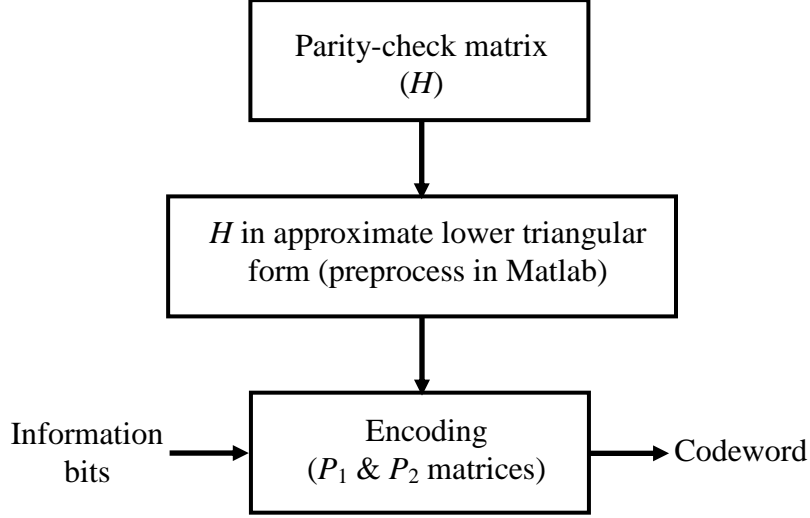 Parity-check matrix
(H)
H in approximate lower triangular
form (preprocess in Matlab)
Information
bits
Encoding
(P₁ & P₂ matrices)
Codeword